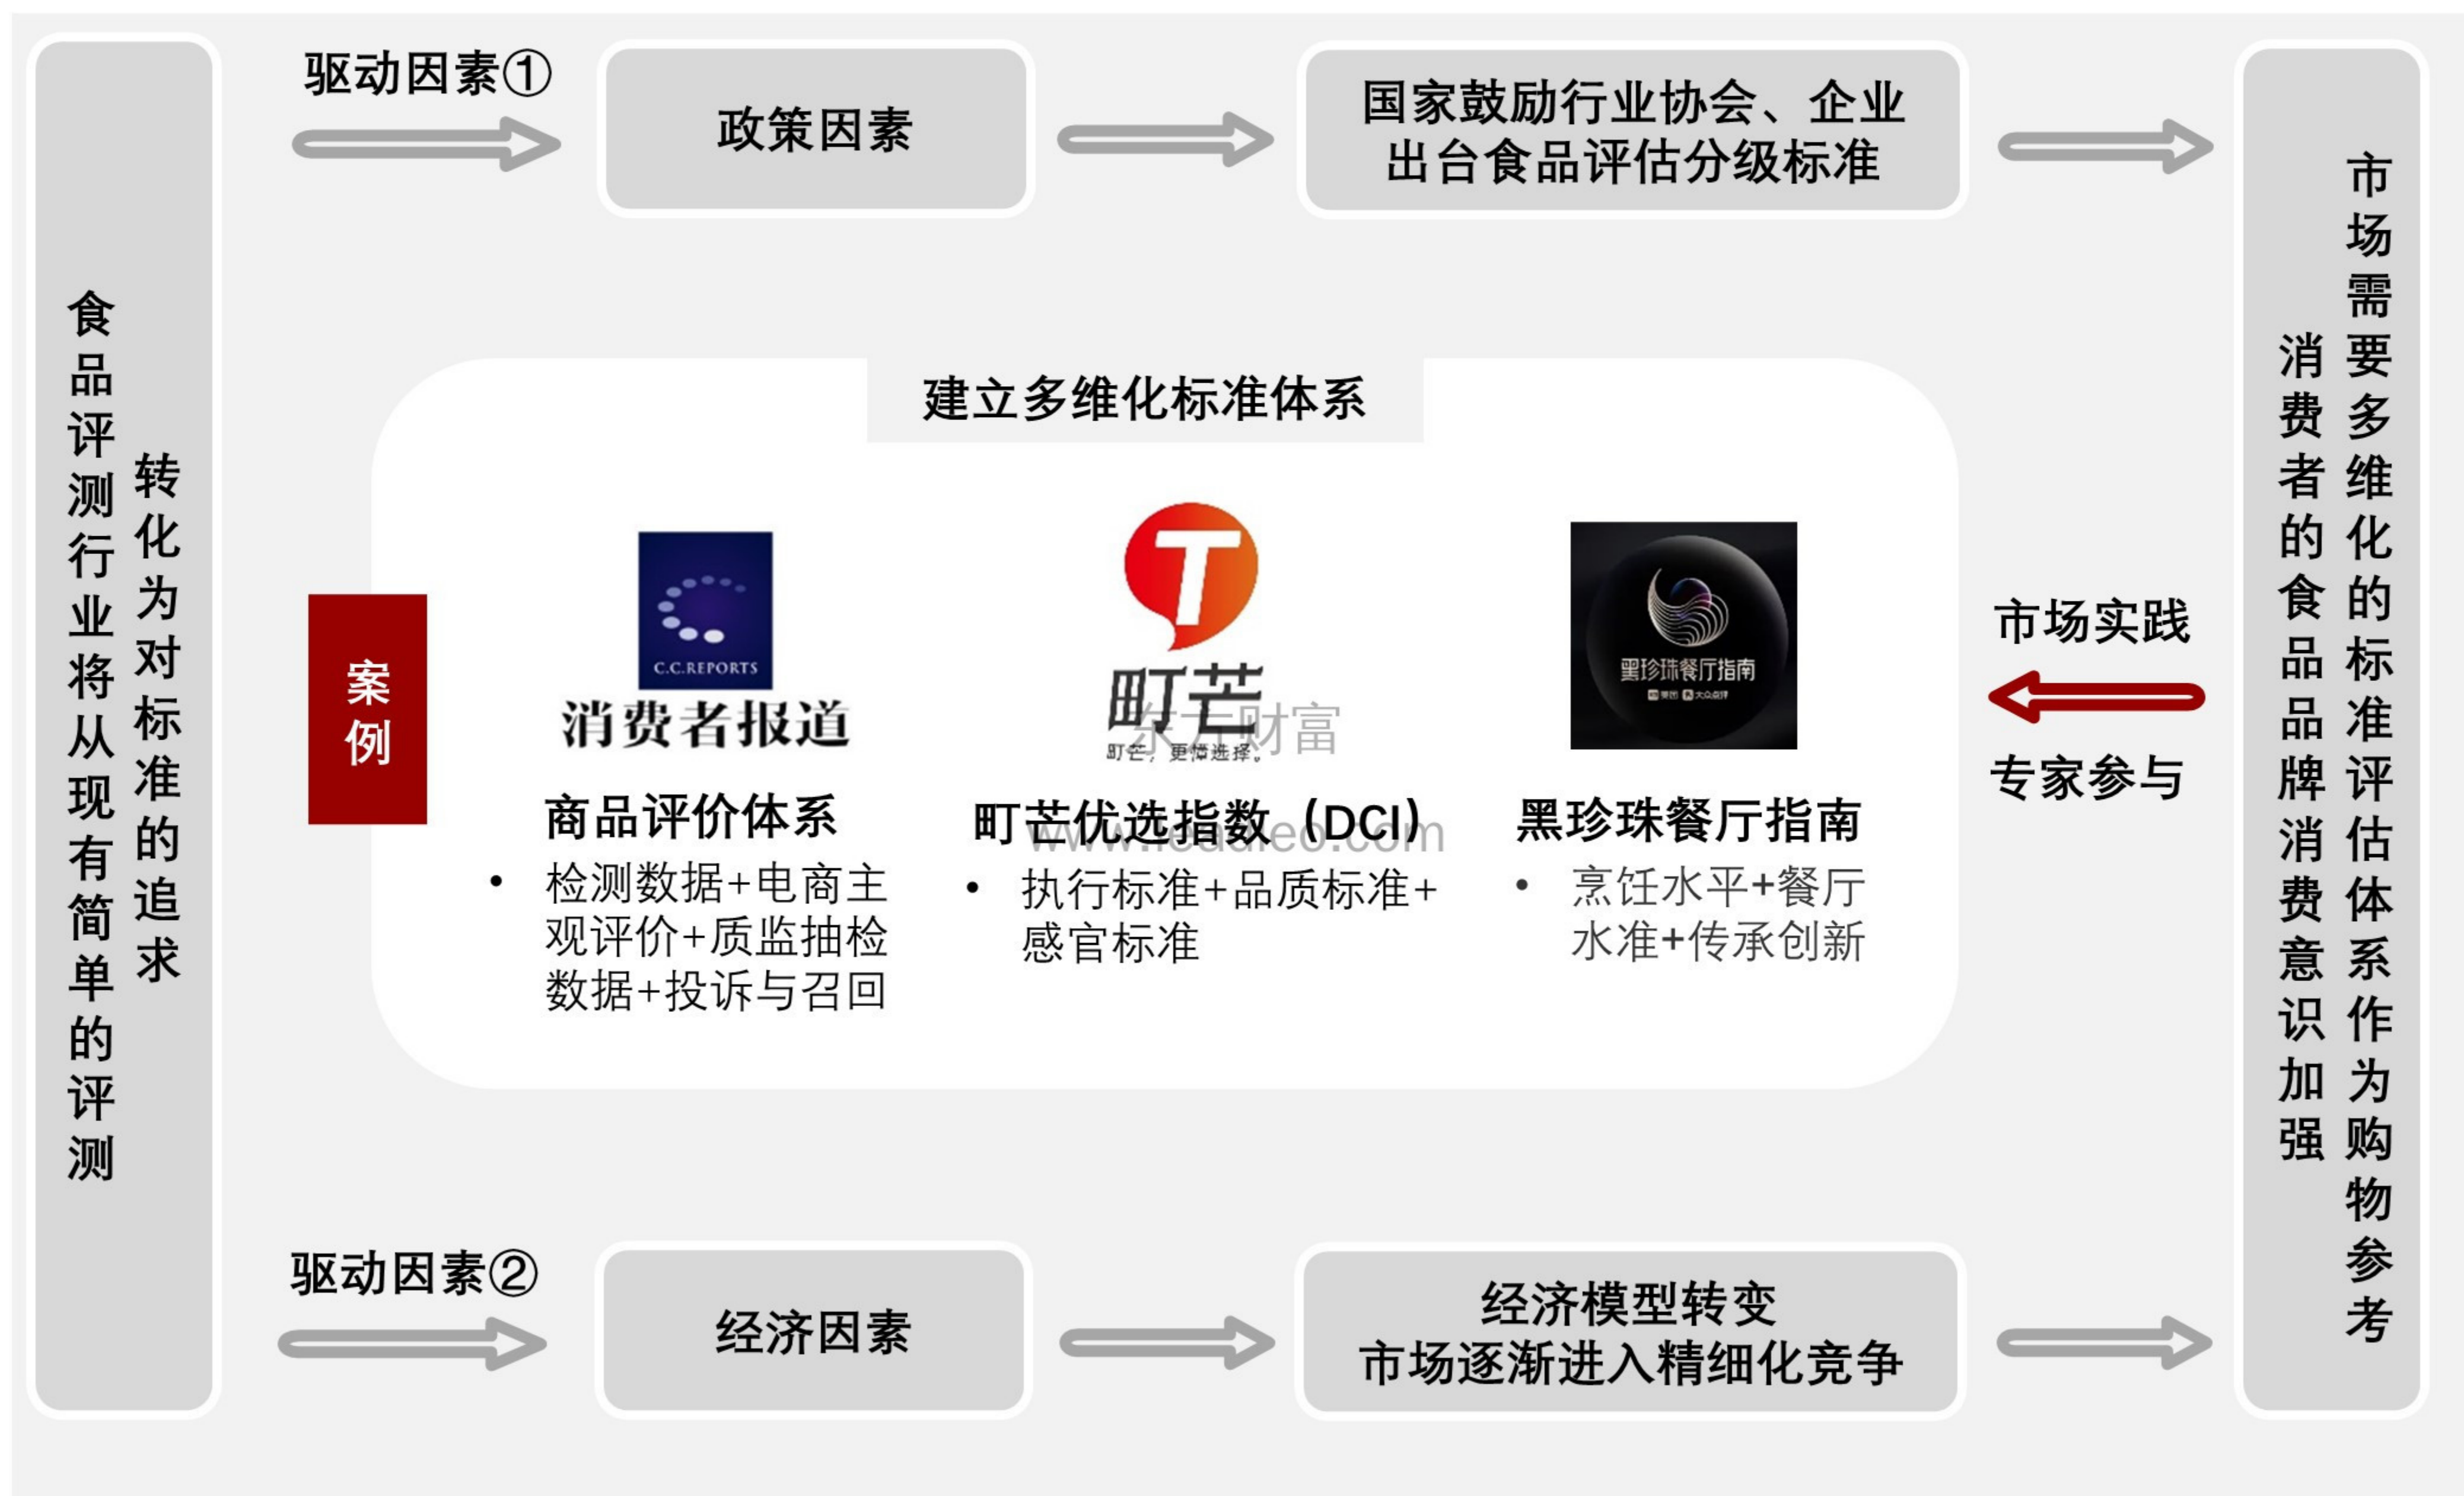 食品评测行业将从现有简单的评测
转化为对标准的追求
驱动因素①
政策因素
国家鼓励行业协会、企业
出台食品评估分级标准
建立多维化标准体系
案例
C.C.REPORTS
消费者报道
商品评价体系
• 检测数据+电商主
观评价+质监抽检
数据+投诉与召回
T
町芒
町芒，更懂选择。
东方财富
町芒优选指数（DCI）
www.leadleo.com
• 执行标准+品质标准+
感官标准
黑珍珠餐厅指南
美团 大众点评
黑珍珠餐厅指南
• 烹饪水平+餐厅
水准+传承创新
市场实践
专家参与
消费者的食品品牌消费意识加强
市场需要多维化的标准评估体系作为购物参考
驱动因素②
经济因素
经济模型转变
市场逐渐进入精细化竞争